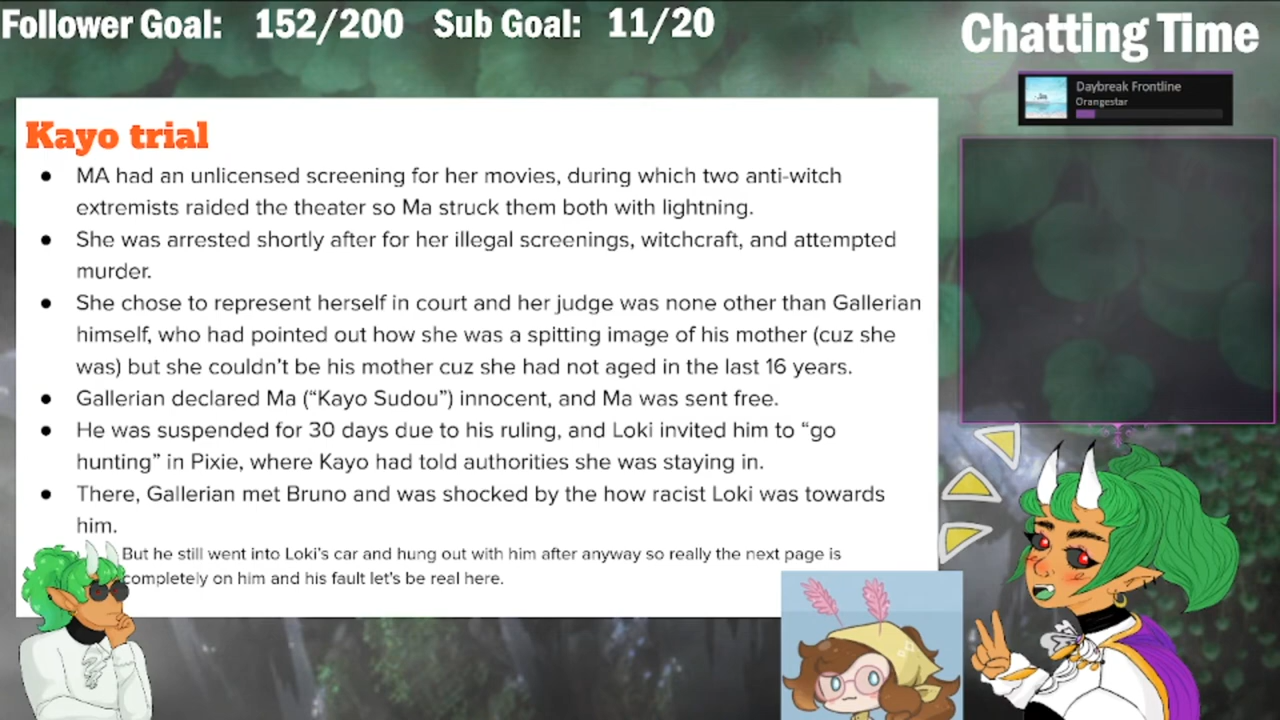 Follower Goal: 152/200 Sub Goal: 11/20
Chatting Time
Daybreak Frontline
Orangestar
Kayo trial
● MA had an unlicensed screening for her movies, during which two anti-witch
extremists raided the theater so Ma struck them both with lightning.
● She was arrested shortly after for her illegal screenings, witchcraft, and attempted
murder.
● She chose to represent herself in court and her judge was none other than Gallerian
himself, who had pointed out how she was a spitting image of his mother (cuz she
was) but she couldn't be his mother cuz she had not aged in the last 16 years.
● Gallerian declared Ma ("Kayo Sudou") innocent, and Ma was sent free.
● He was suspended for 30 days due to his ruling, and Loki invited him to "go
hunting" in Pixie, where Kayo had told authorities she was staying in.
● There, Gallerian met Bruno and was shocked by the how racist Loki was towards
him.
But he still went into Loki's car and hung out with him after anyway so really the next page is
completely on him and his fault let's be real here.